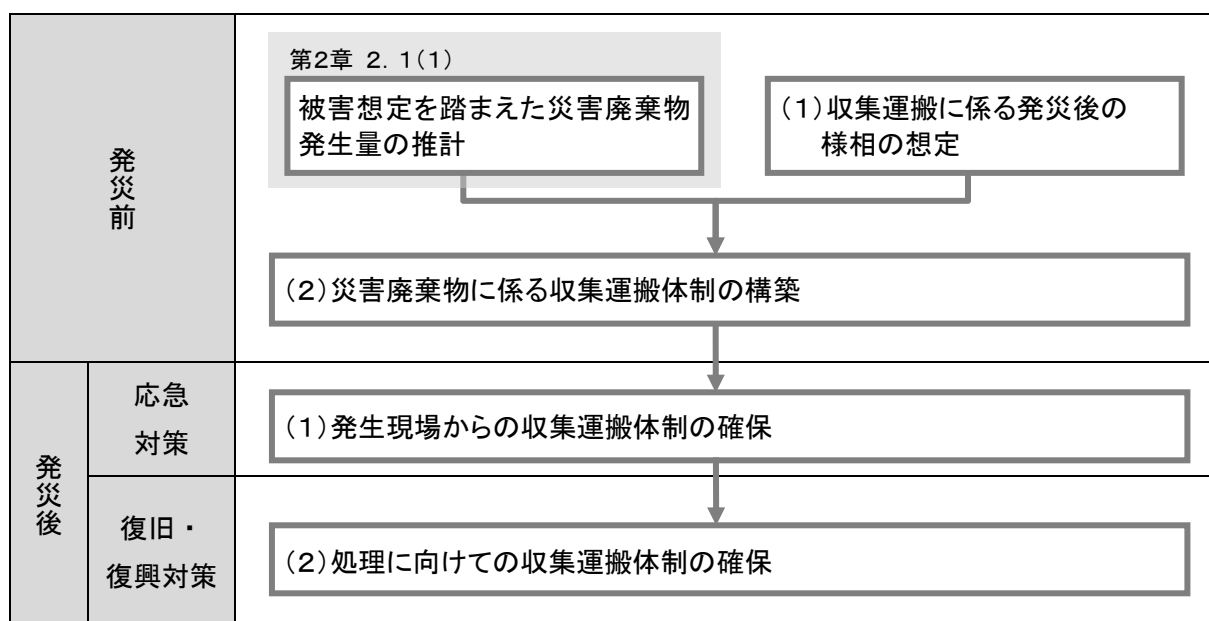 発災前
第2章 2.1(1)
被害想定を踏まえた災害廃棄物
発生量の推計
(1)収集運搬に係る発災後の
様相の想定
(2)災害廃棄物に係る収集運搬体制の構築
発災後
応急
対策
(1)発生現場からの収集運搬体制の確保
復旧・
復興対策
(2)処理に向けての収集運搬体制の確保